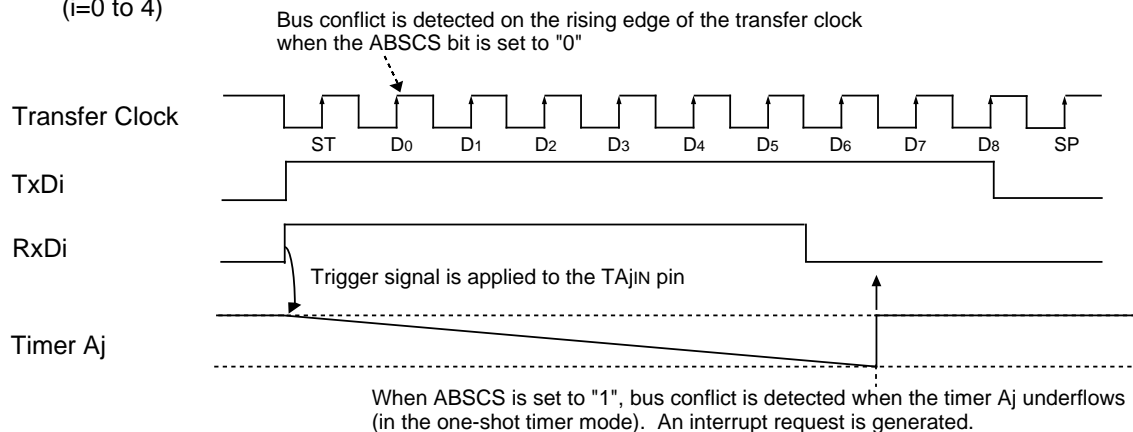 (i=0 to 4)
Bus conflict is detected on the rising edge of the transfer clock
when the ABSCS bit is set to "0"
Transfer Clock
ST D0 D1 D2 D3 D4 D5 D6 D7 D8 SP
TxDi
RxDi
Trigger signal is applied to the TAjIN pin
Timer Aj
When ABSCS is set to "1", bus conflict is detected when the timer Aj underflows
(in the one-shot timer mode). An interrupt request is generated.